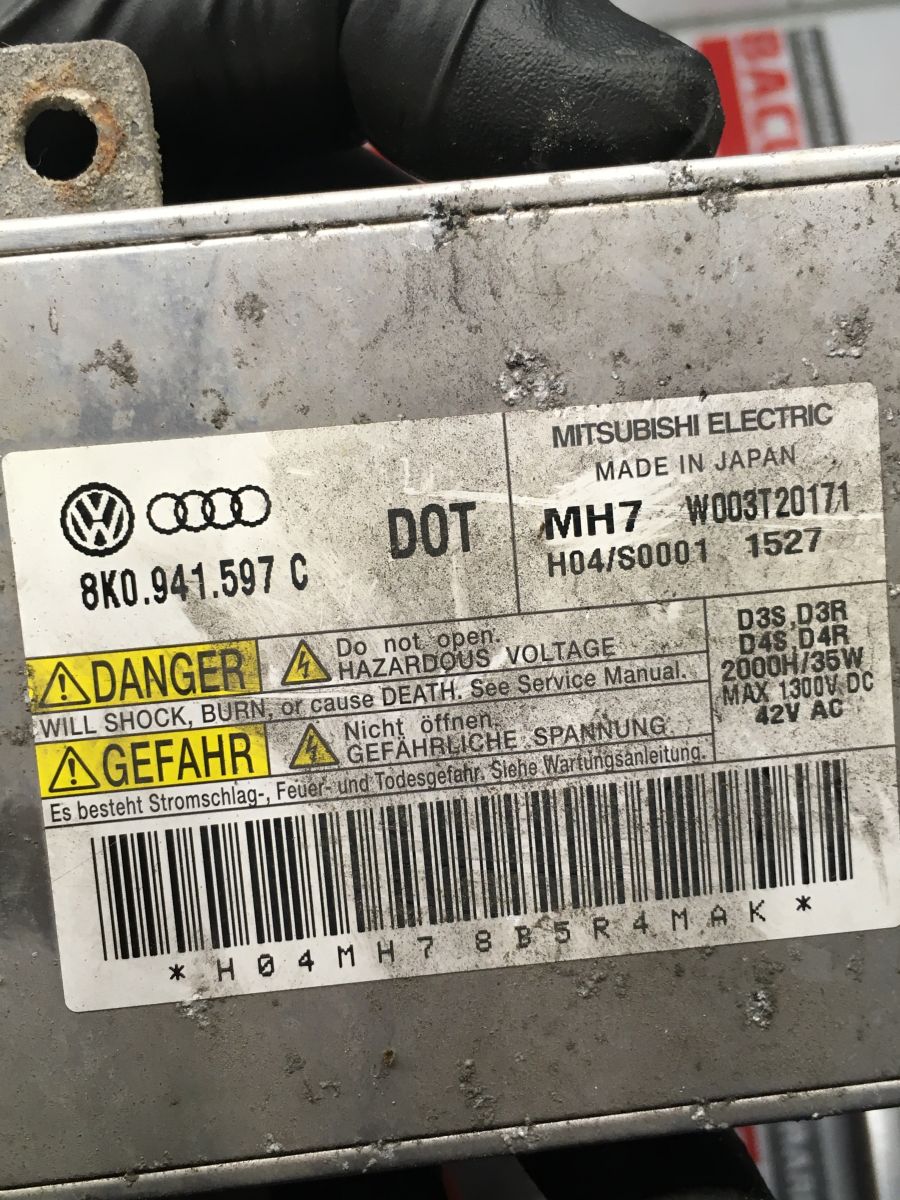 8K0.941.597 C
DOT
MITSUBISHI ELECTRIC
MADE IN JAPAN
MH7 W003T20171
H04/S0001 1527
DANGER
Do not open.
HAZARDOUS VOLTAGE
WILL SHOCK, BURN, or cause DEATH. See Service Manual.
GEFAHR
Nicht öffnen.
GEFÄHRLICHE SPANNUNG
Es besteht Stromschlag-, Feuer- und Todesgefahr. Siehe Wartungsanleitung.
D3S,D3R
D4S,D4R
2000H/35W
MAX 1300V DC
42V AC
*H04MH7 8B5R4MAK*